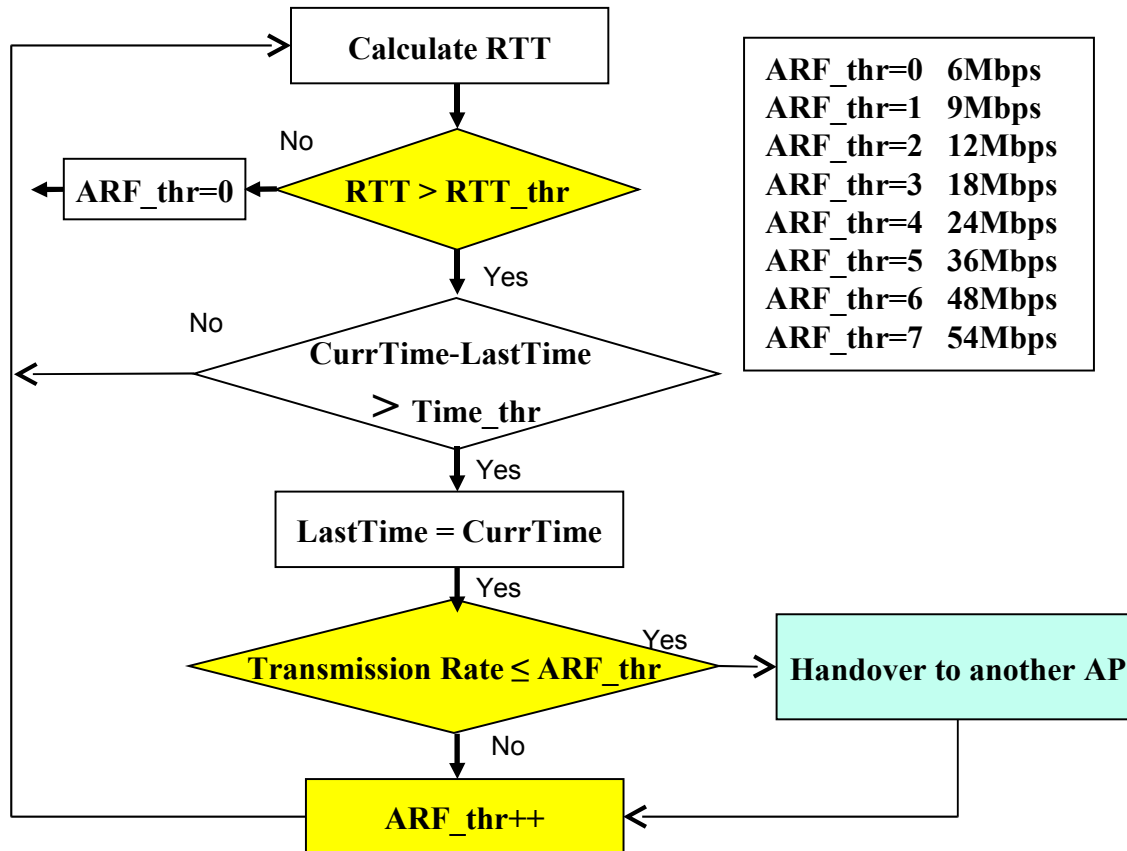 Calculate RTT
No
ARF_thr=0
RTT > RTT_thr
Yes
No
CurrTime-LastTime
> Time_thr
Yes
LastTime = CurrTime
Yes
Transmission Rate ≤ ARF_thr
Yes
Handover to another AP
No
ARF_thr++
ARF_thr=0 6Mbps
ARF_thr=1 9Mbps
ARF_thr=2 12Mbps
ARF_thr=3 18Mbps
ARF_thr=4 24Mbps
ARF_thr=5 36Mbps
ARF_thr=6 48Mbps
ARF_thr=7 54Mbps